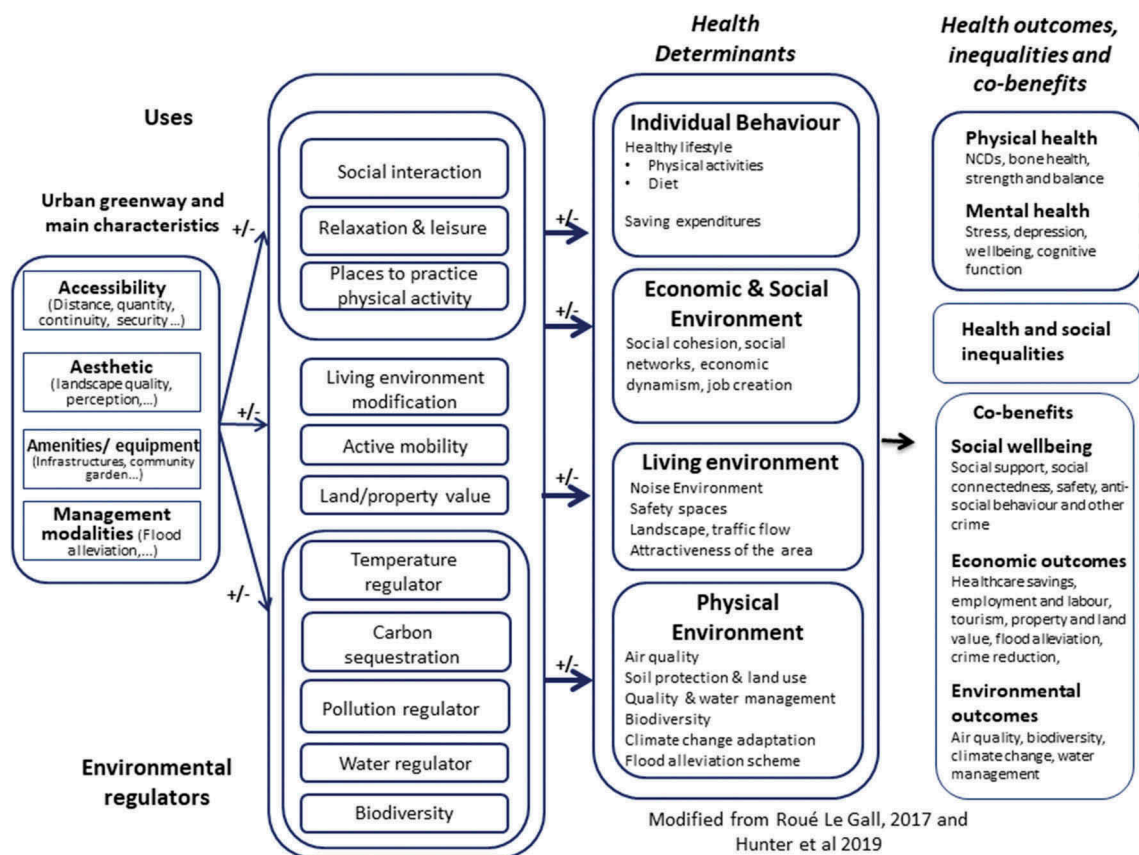 Health
Determinants
Health outcomes,
inequalities and
co-benefits
Uses
Urban greenway and
main characteristics
Accessibility
(Distance, quantity,
continuity, security ...)
Aesthetic
(landscape quality,
perception,...)
Amenities/ equipment
(Infrastructures, community
garden...)
Management
modalities (Flood
alleviation,...)
+/-
+/-
+/-
Environmental
regulators
Social interaction
Relaxation & leisure
Places to practice
physical activity
Living environment
modification
Active mobility
Land/property value
Temperature
regulator
Carbon
sequestration
Pollution regulator
Water regulator
Biodiversity
+/-
+/-
+/-
+/-
Individual Behaviour
Healthy lifestyle
• Physical activities
• Diet
Saving expenditures
Economic & Social
Environment
Social cohesion, social
networks, economic
dynamism, job creation
Living environment
Noise Environment
Safety spaces
Landscape, traffic flow
Attractiveness of the area
Physical
Environment
Air quality
Soil protection & land use
Quality & water management
Biodiversity
Climate change adaptation
Flood alleviation scheme
Physical health
NCDs, bone health,
strength and balance
Mental health
Stress, depression,
wellbeing, cognitive
function
Health and social
inequalities
Co-benefits
Social wellbeing
Social support, social
connectedness, safety, anti-
social behaviour and other
crime
Economic outcomes
Healthcare savings,
employment and labour,
tourism, property and land
value, flood alleviation,
crime reduction,
Environmental
outcomes
Air quality, biodiversity,
climate change, water
management
Modified from Roué Le Gall, 2017 and
Hunter et al 2019